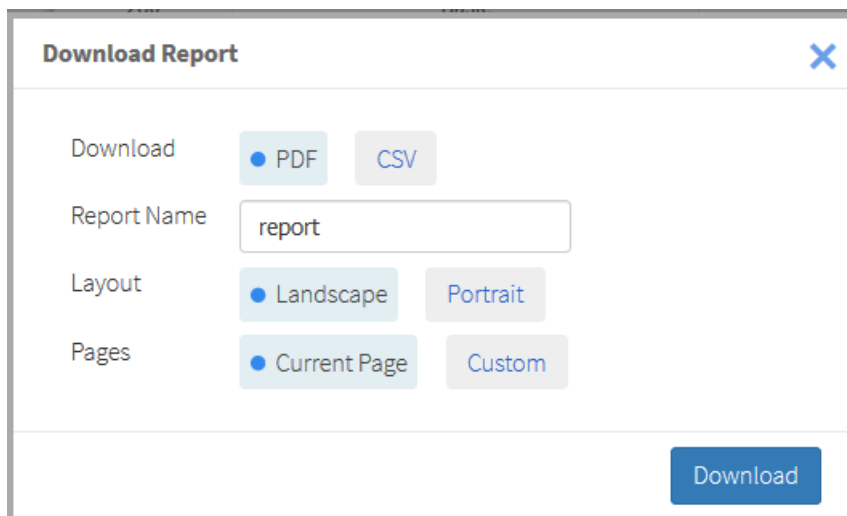 Download Report
Download PDF CSV
Report Name report
Layout Landscape Portrait
Pages Current Page Custom
Download